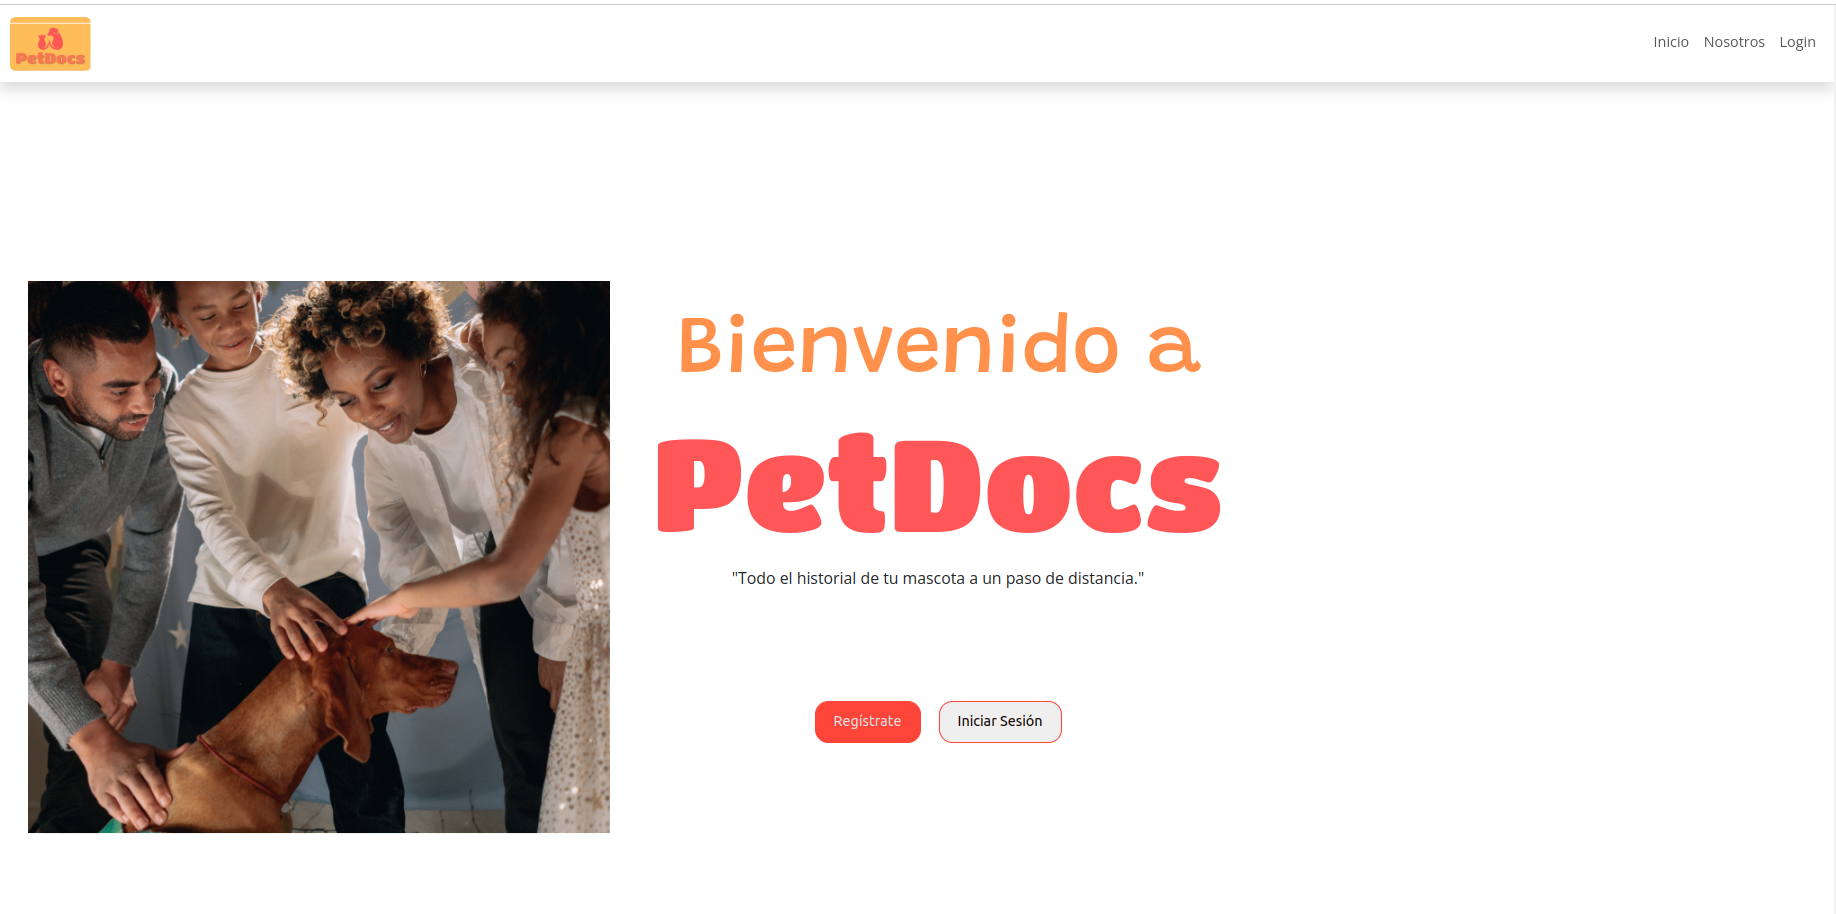 PetDocs
Inicio Nosotros Login
Bienvenido a
PetDocs
"Todo el historial de tu mascota a un paso de distancia."
Regístrate
Iniciar Sesión